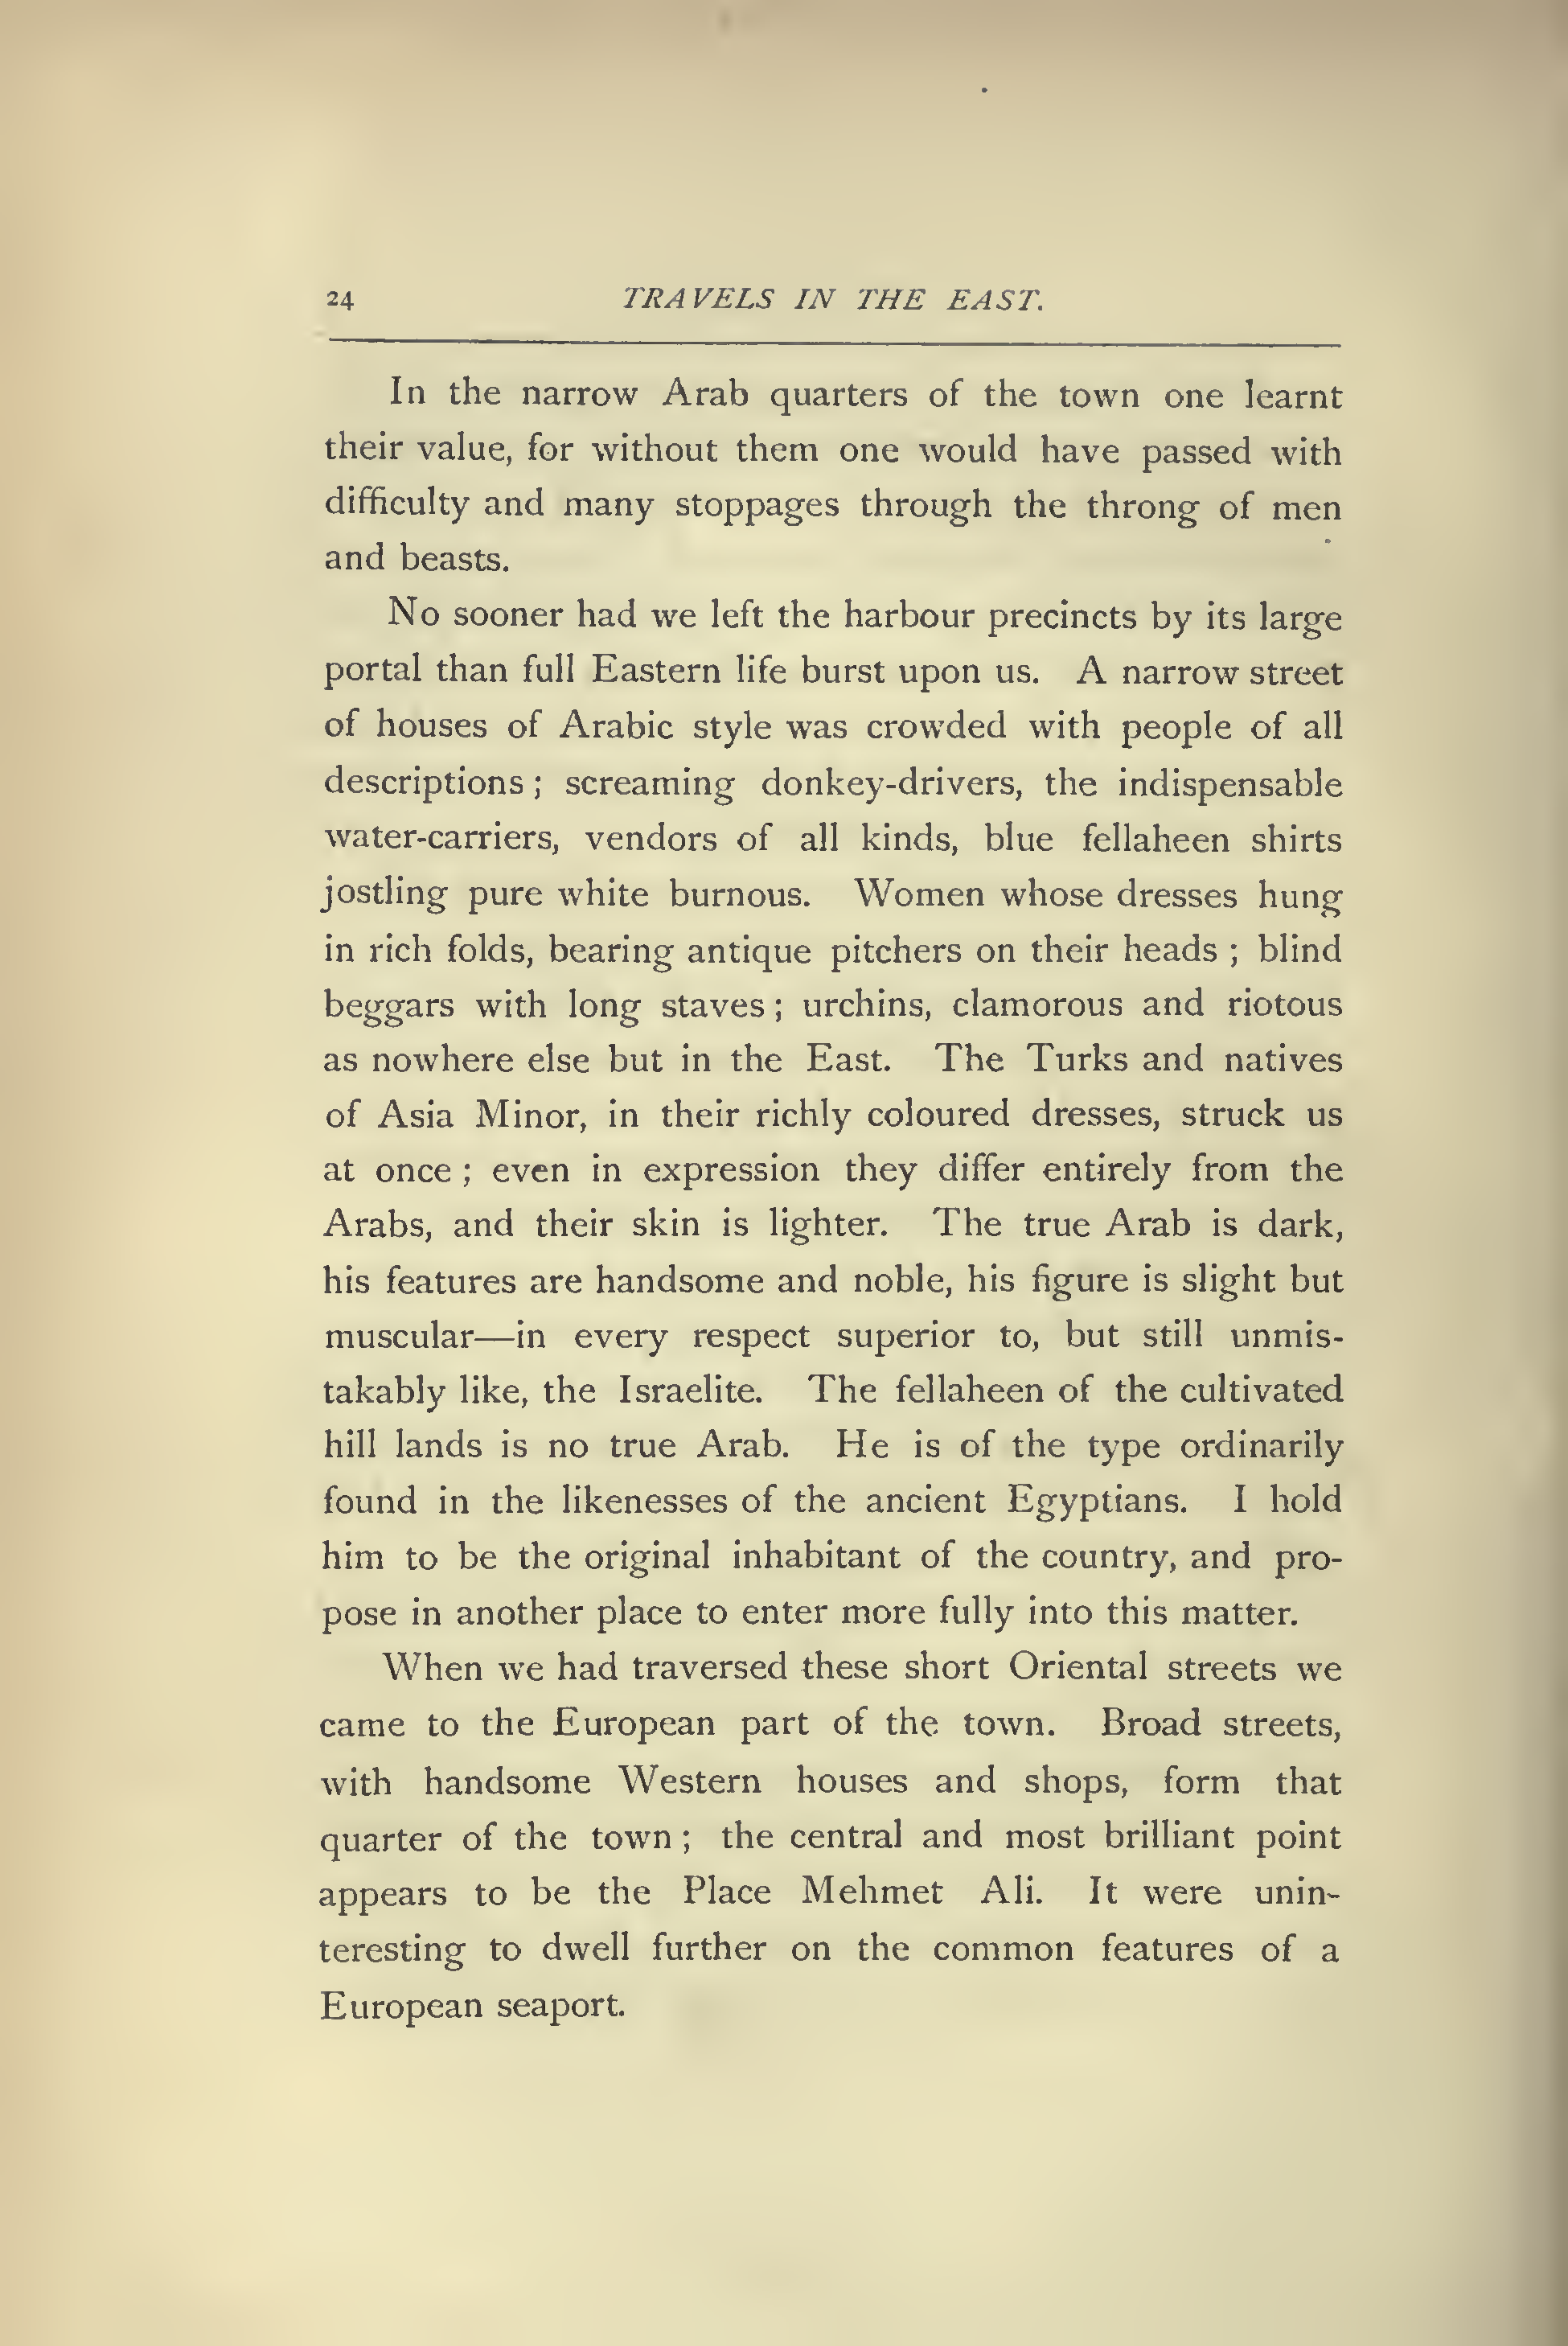 24 TRAVELS IN THE EAST.
In the narrow Arab quarters of the town one learnt
their value, for without them one would have passed with
difficulty and many stoppages through the throng of men
and beasts.
No sooner had we left the harbour precincts by its large
portal than full Eastern life burst upon us. A narrow street
of houses of Arabic style was crowded with people of all
descriptions ; screaming donkey-drivers, the indispensable
water-carriers, vendors of all kinds, blue fellaheen shirts
jostling pure white burnous. Women whose dresses hung
in rich folds, bearing antique pitchers on their heads ; blind
beggars with long staves ; urchins, clamorous and riotous
as nowhere else but in the East. The Turks and natives
of Asia Minor, in their richly coloured dresses, struck us
at once ; even in expression they differ entirely from the
Arabs, and their skin is lighter. The true Arab is dark,
his features are handsome and noble, his figure is slight but
muscular—in every respect superior to, but still unmis-
takably like, the Israelite. The fellaheen of the cultivated
hill lands is no true Arab. He is of the type ordinarily
found in the likenesses of the ancient Egyptians. I hold
him to be the original inhabitant of the country, and pro-
pose in another place to enter more fully into this matter.
When we had traversed these short Oriental streets we
came to the European part of the town. Broad streets,
with handsome Western houses and shops, form that
quarter of the town ; the central and most brilliant point
appears to be the Place Mehmet Ali. It were unin-
teresting to dwell further on the common features of a
European seaport.